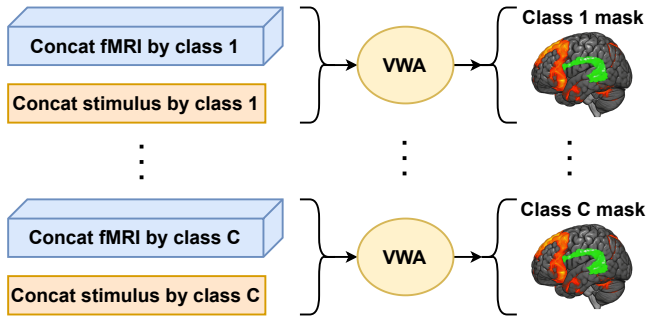 Class 1 mask
Concat fMRI by class 1
VWA
Concat stimulus by class 1
Class C mask
Concat fMRI by class C
VWA
Concat stimulus by class C